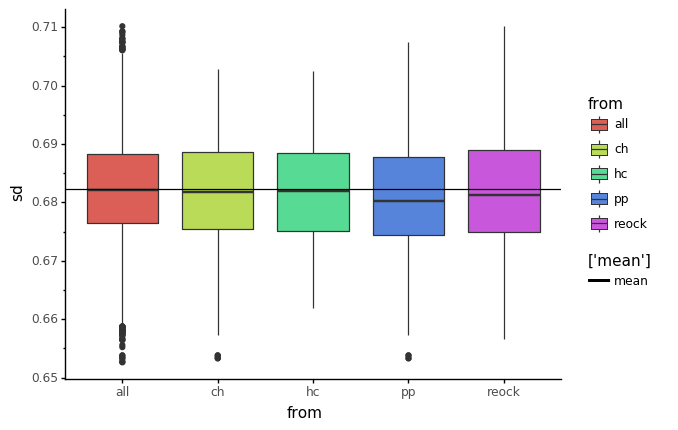 0.71
0.70
0.69
0.68
0.67
0.66
0.65
sd
all
ch
hc
pp
reock
from
from
all
ch
hc
pp
reock
['mean']
mean